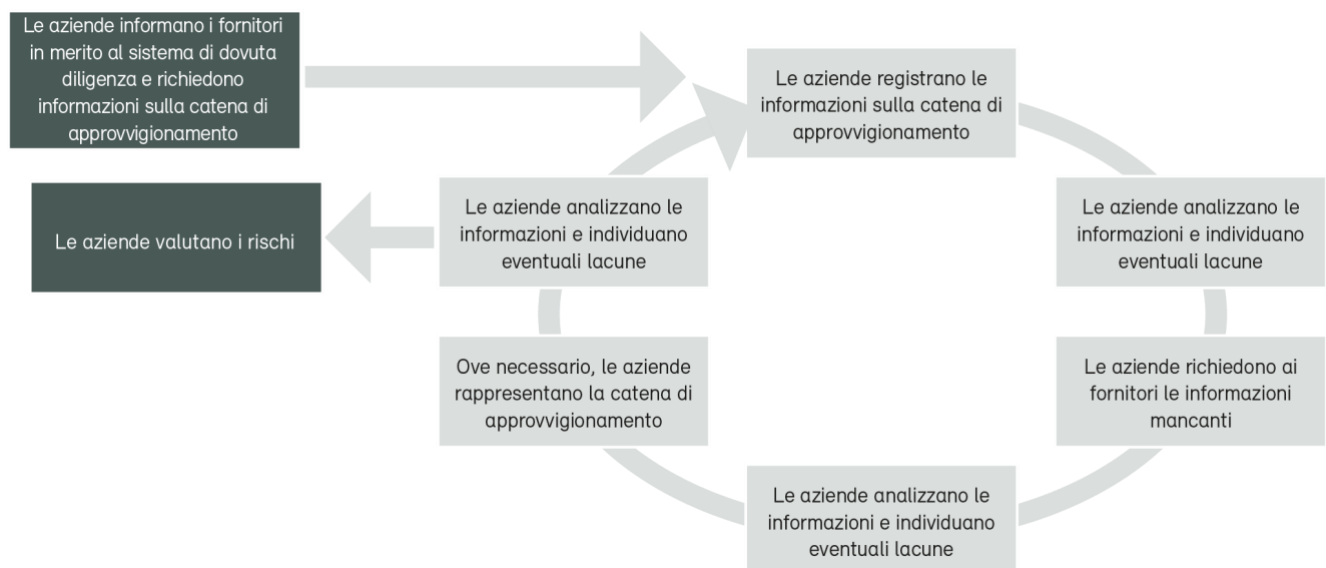 Le aziende informano i fornitori
in merito al sistema di dovuta
diligenza e richiedono
informazioni sulla catena di
approvvigionamento
Le aziende registrano le
informazioni sulla catena di
approvvigionamento
Le aziende analizzano le
informazioni e individuano
eventuali lacune
Le aziende richiedono ai
fornitori le informazioni
mancanti
Le aziende analizzano le
informazioni e individuano
eventuali lacune
Ove necessario, le aziende
rappresentano la catena di
approvvigionamento
Le aziende analizzano le
informazioni e individuano
eventuali lacune
Le aziende valutano i rischi